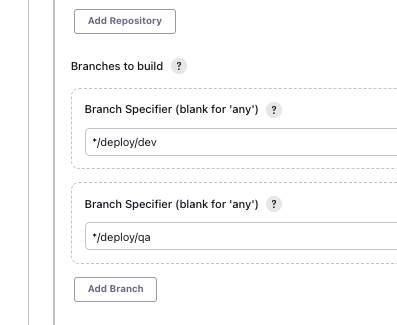 Add Repository
Branches to build ?
Branch Specifier (blank for 'any') ?
*/deploy/dev
Branch Specifier (blank for 'any') ?
*/deploy/qa
Add Branch